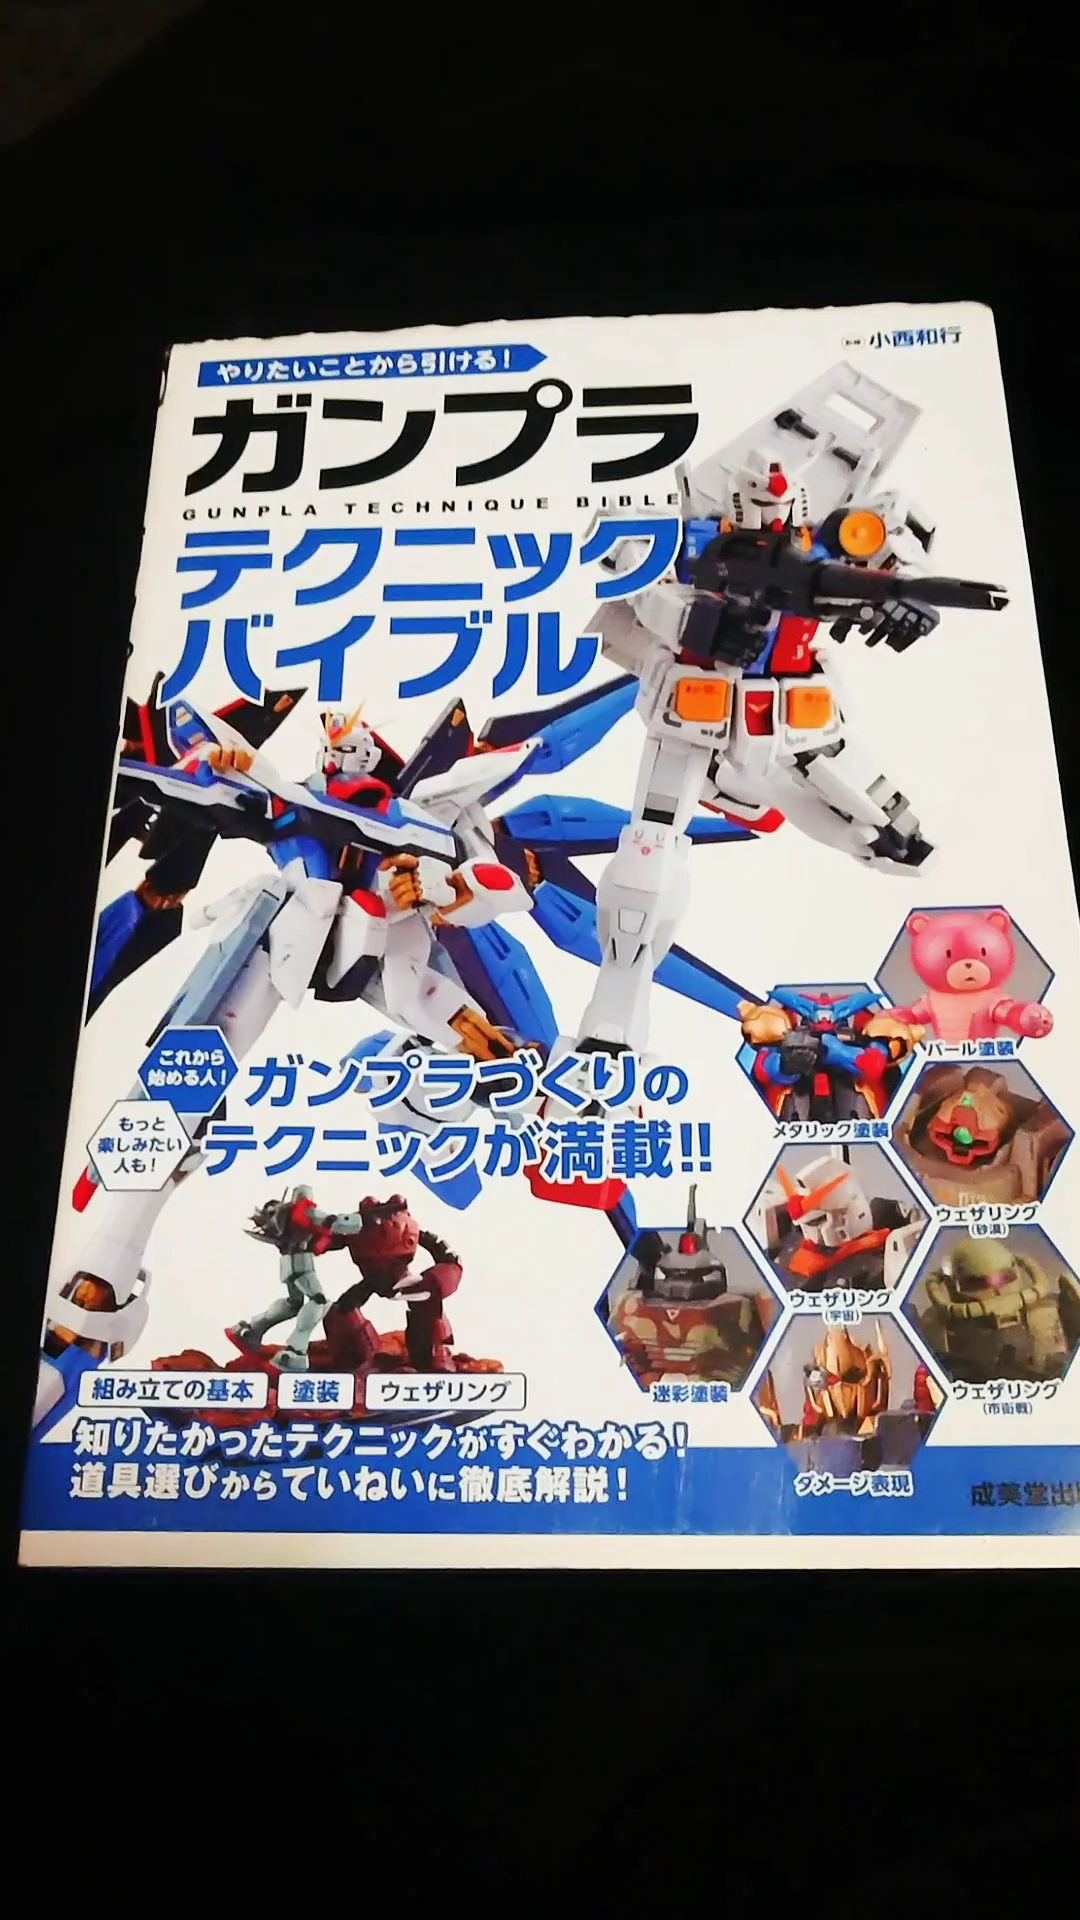 やりたいことから引ける!
小西和行
ガンプラ
GUNPLA TECHNIQUE BIBLE
テクニック
バイブル
これから
始める人!
もっと
楽しみたい
人も!
ガンプラづくりの
テクニックが満載!!
パール塗装
メタリック塗装
ウェザリング
(砂漠)
ウェザリング
(宇宙)
迷彩塗装
ウェザリング
(市街戦)
ダメージ表現
組み立ての基本
塗装
ウェザリング
知りたかったテクニックがすぐわかる!
道具選びからていねいに徹底解説!
成美堂出